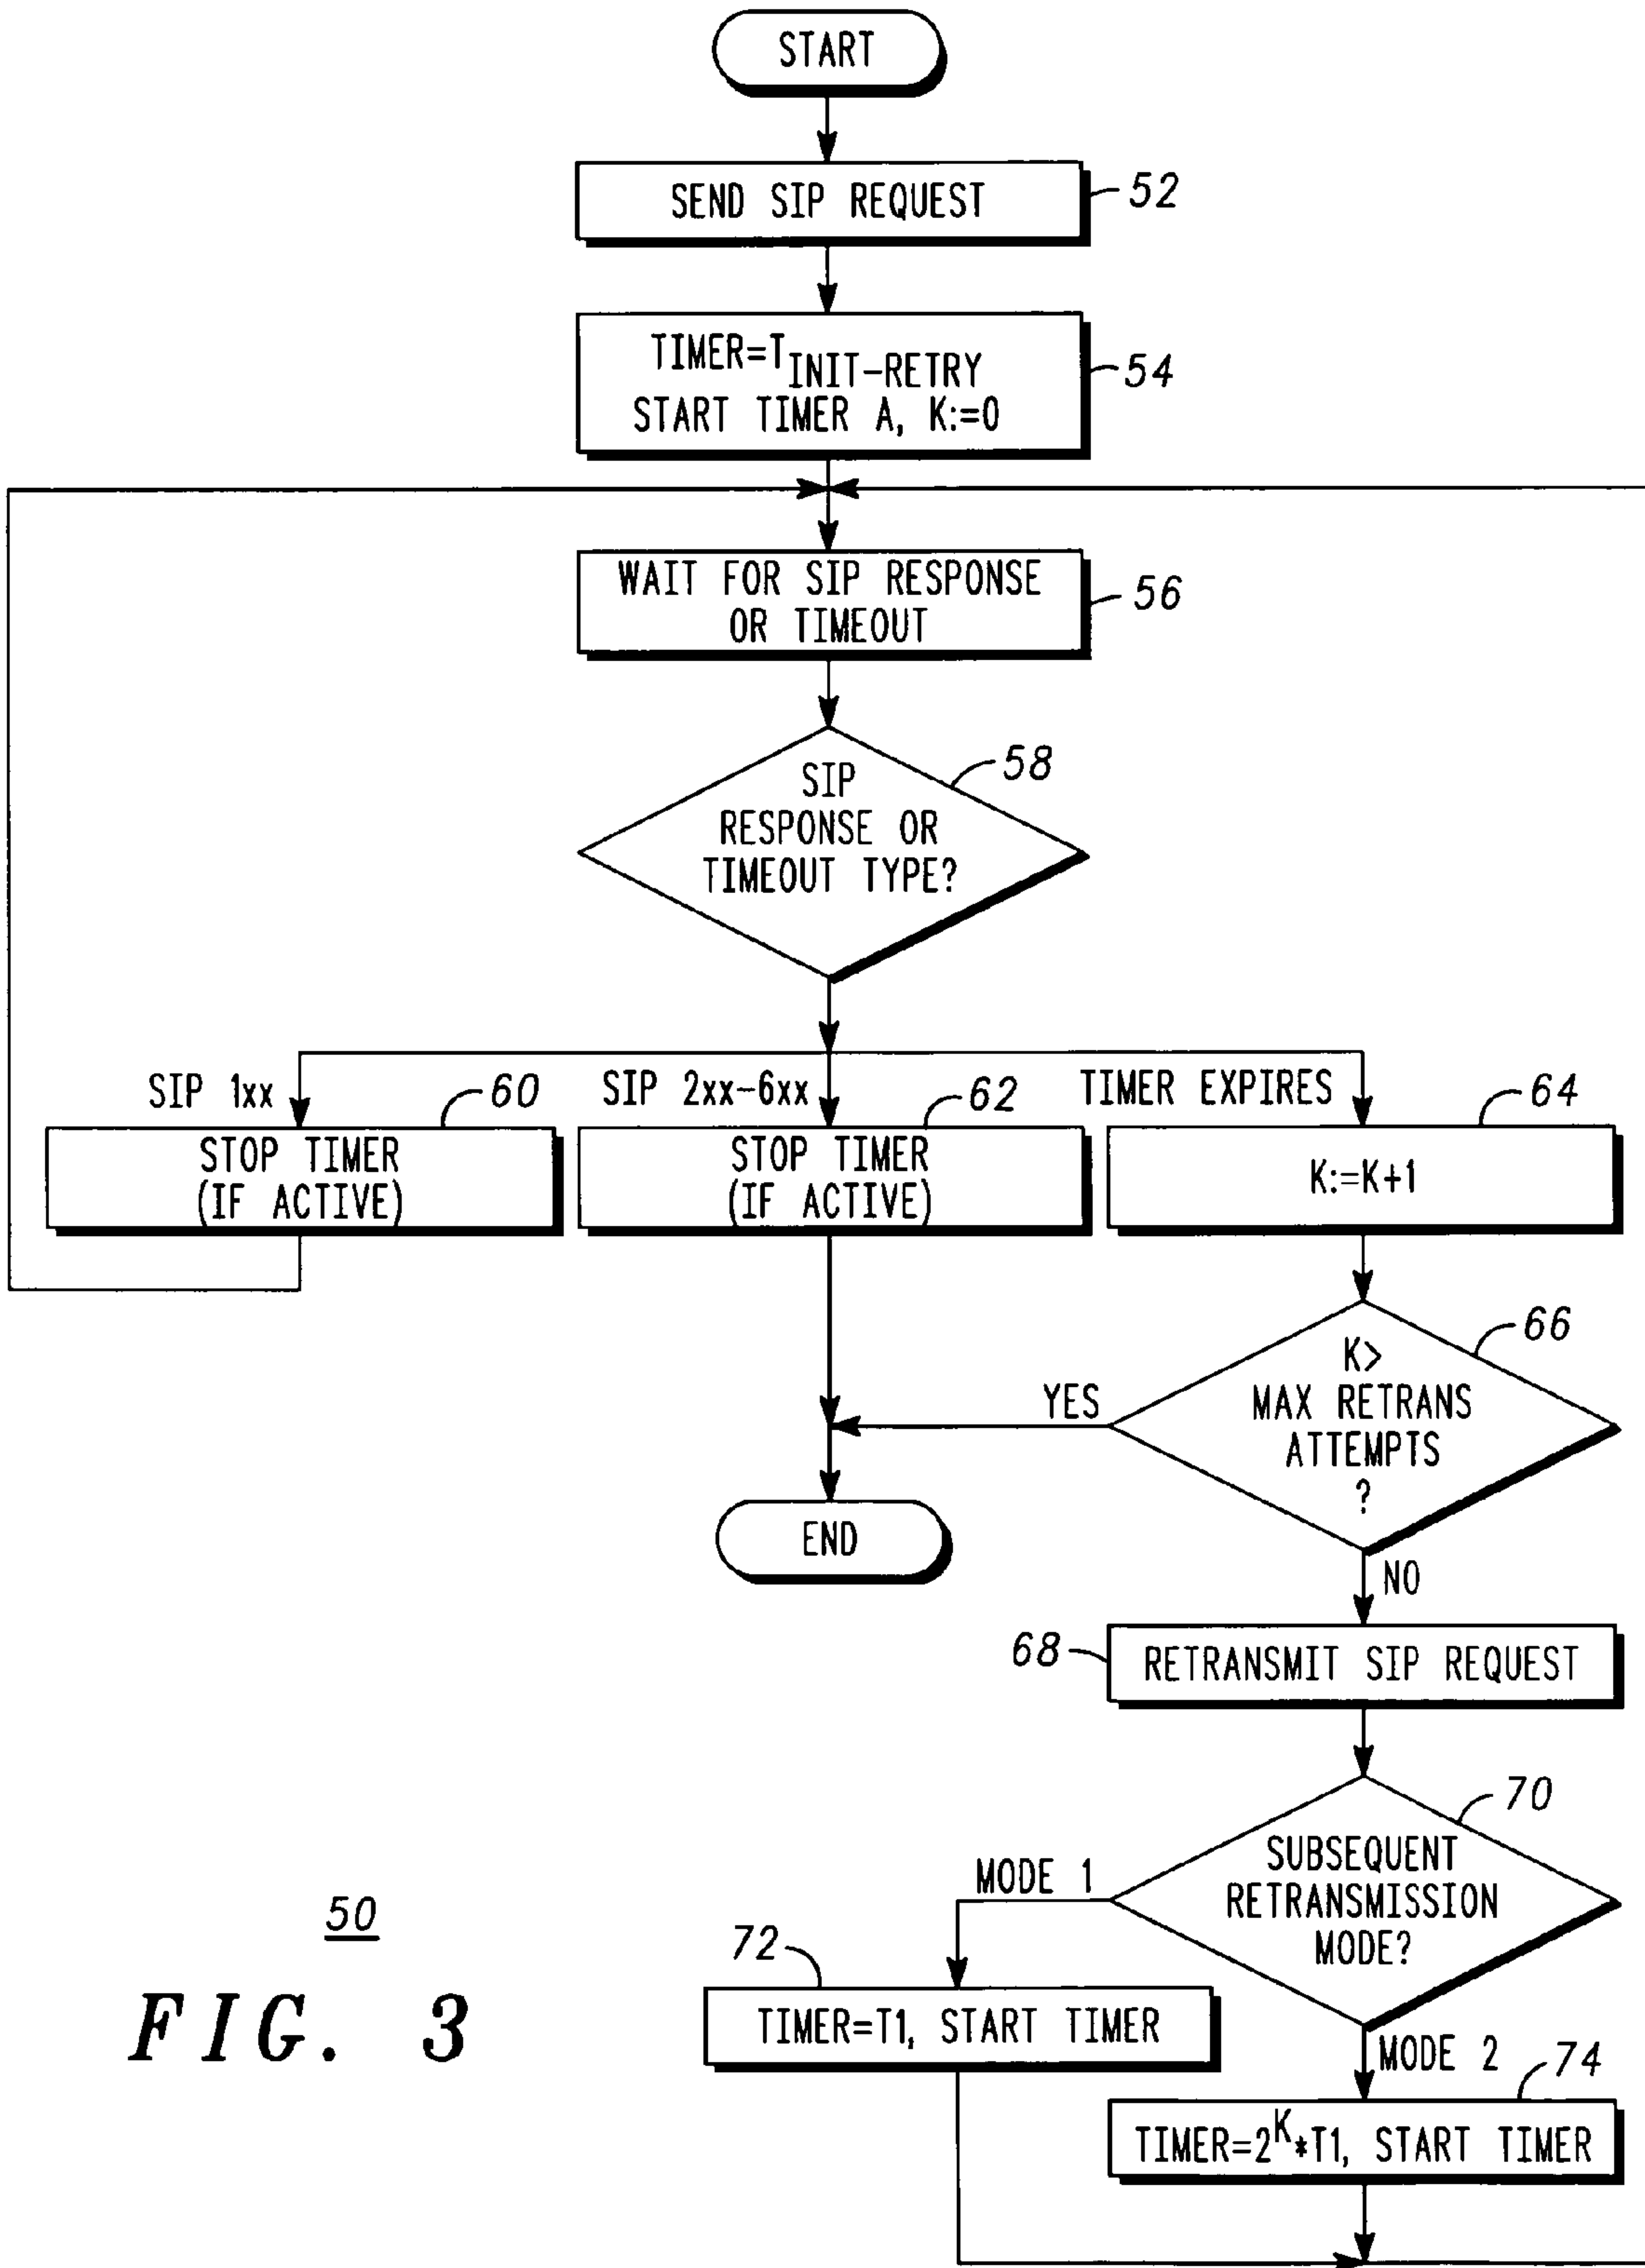 START
SEND SIP REQUEST
52
TIMER=T INIT-RETRY
START TIMER A, K:=0
54
WAIT FOR SIP RESPONSE
OR TIMEOUT
56
SIP
RESPONSE OR
TIMEOUT TYPE?
58
SIP 1xx
60
STOP TIMER
(IF ACTIVE)
SIP 2xx-6xx
62
STOP TIMER
(IF ACTIVE)
TIMER EXPIRES
64
K:=K+1
K>
MAX RETRANS
ATTEMPTS
?
66
YES
NO
END
68
RETRANSMIT SIP REQUEST
70
SUBSEQUENT
RETRANSMISSION
MODE?
MODE 1
72
TIMER=T1, START TIMER
MODE 2
74
TIMER=2^K*T1, START TIMER
50
FIG. 3